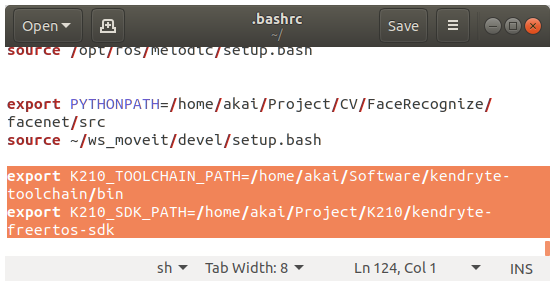 Open
.bashrc
~/
Save
source /opt/ros/melodic/setup.bash
export PYTHONPATH=/home/akai/Project/CV/FaceRecognize/
facenet/src
source ~/ws_moveit/devel/setup.bash
export K210_TOOLCHAIN_PATH=/home/akai/Software/kendryte-
toolchain/bin
export K210_SDK_PATH=/home/akai/Project/K210/kendryte-
freertos-sdk
sh Tab Width: 8 Ln 124, Col 1 INS